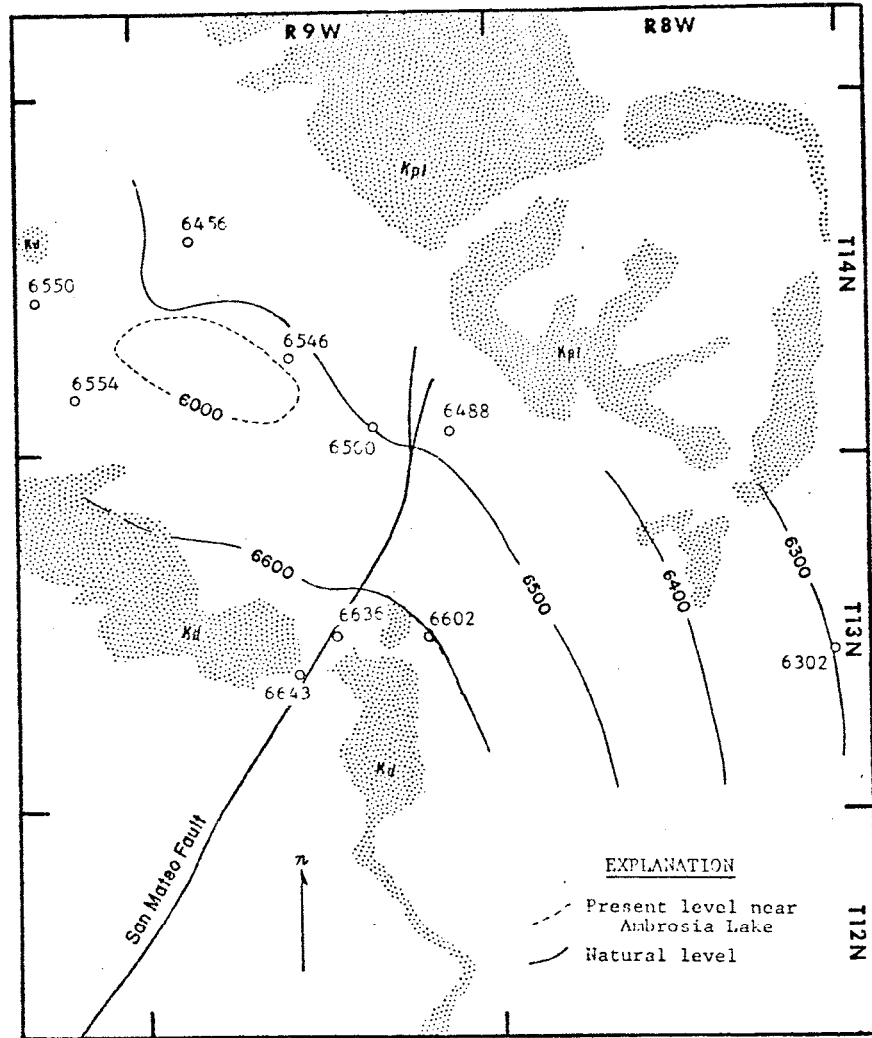 R9W R8W
Kpl
6456
Kd
6550
T14N
6546
Kpl
6554
6000
6488
6500
6600
6500
6400
6300
6636
6602
T13N
Kd
6302
6643
Kd
San Mateo Fault
n
EXPLANATION
Present level near
Ambrosia Lake
Natural level
T12N